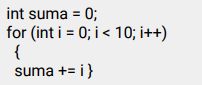 int suma = 0;
for (int i = 0; i < 10; i++)
{
suma += i }